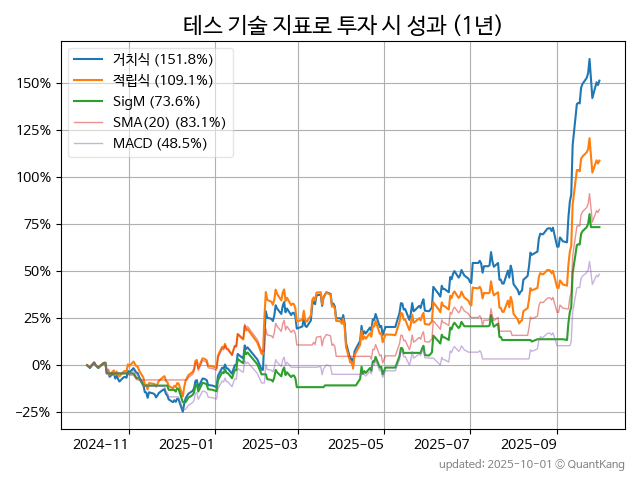 테스 기술 지표로 투자 시 성과 (1년)
거치식 (151.8%)
적립식 (109.1%)
SigM (73.6%)
SMA(20) (83.1%)
MACD (48.5%)
150%
125%
100%
75%
50%
25%
0%
−25%
2024−11
2025−01
2025−03
2025−05
2025−07
2025−09
updated: 2025-10-01 © QuantKang